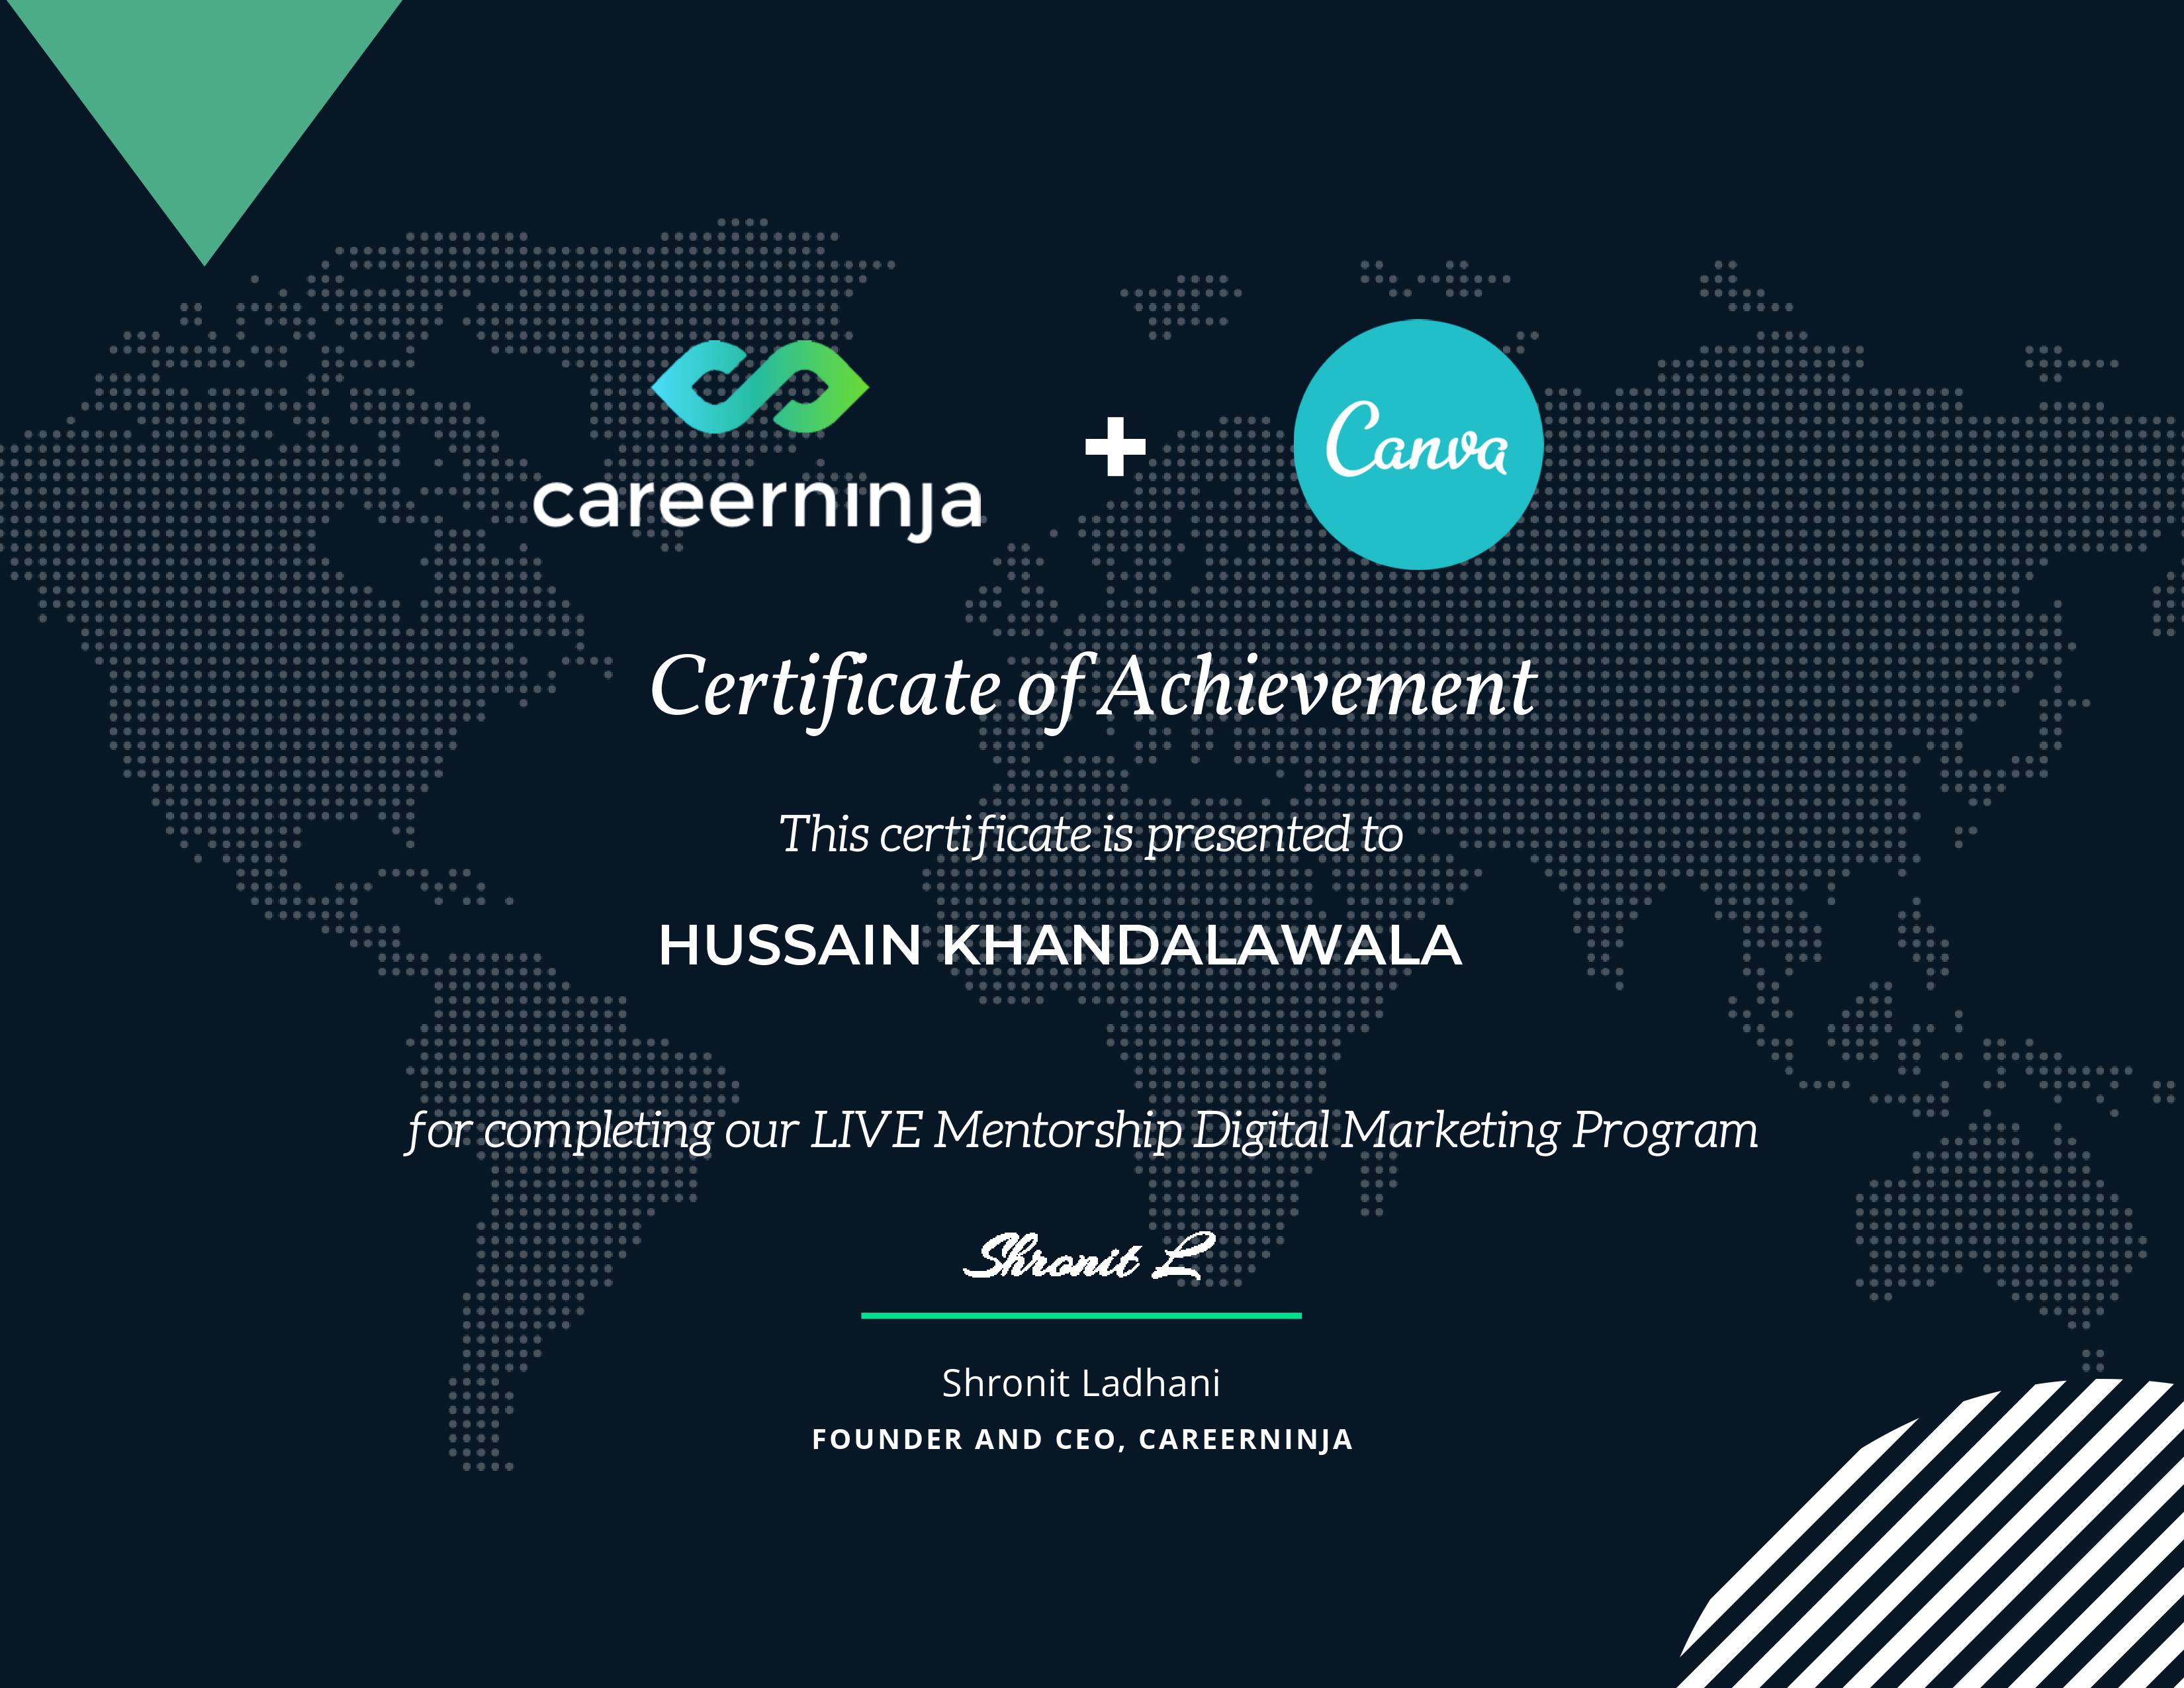 careerninja
+
Canva
Certificate of Achievement
This certificate is presented to
HUSSAIN KHANDALAWALA
for completing our LIVE Mentorship Digital Marketing Program
Shronit L
Shronit Ladhani
FOUNDER AND CEO, CAREERNINJA